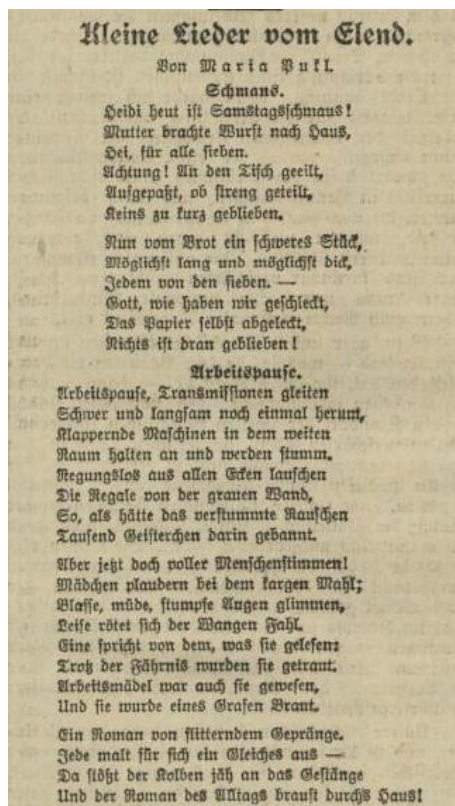 Kleine Lieder vom Elend.
Von Maria Pukl.
Schmaus.
Heidi heut ist Samstagsschmaus!
Mutter brachte Wurst nach Haus,
Hei, für alle sieben.
Achtung! An den Tisch geeilt,
Aufgepaßt, ob streng geteilt,
Keins zu kurz geblieben.
Nun vom Brot ein schweres Stück,
Möglichst lang und möglichst dick,
Jedem von den sieben. —
Gott, wie haben wir geschleckt,
Das Papier selbst abgeleckt,
Nichts ist dran geblieben!
Arbeitspause.
Arbeitspause, Transmissionen gleiten
Schwer und langsam noch einmal herum,
Klappernde Maschinen in dem weiten
Raum halten an und werden stumm.
Regungslos aus allen Ecken lauschen
Die Regale von der grauen Wand,
So, als hätte das verstummte Rauschen
Tausend Geisterchen darin gebannt.
Aber jetzt doch voller Menschenstimmen!
Mädchen plaudern bei dem kargen Mahl;
Blasse, müde, stumpfe Augen glimmen,
Leise rötet sich der Wangen Fahl.
Eine spricht von dem, was sie gelesen:
Trotz der Fährnis wurden sie getraut.
Arbeitsmädel war auch sie gewesen,
Und sie wurde eines Grafen Braut.
Ein Roman von flitterndem Gepränge.
Jede malt für sich ein Gleiches aus —
Da stößt der Kolben jäh an das Gestänge
Und der Roman des Alltags braust durchs Haus!